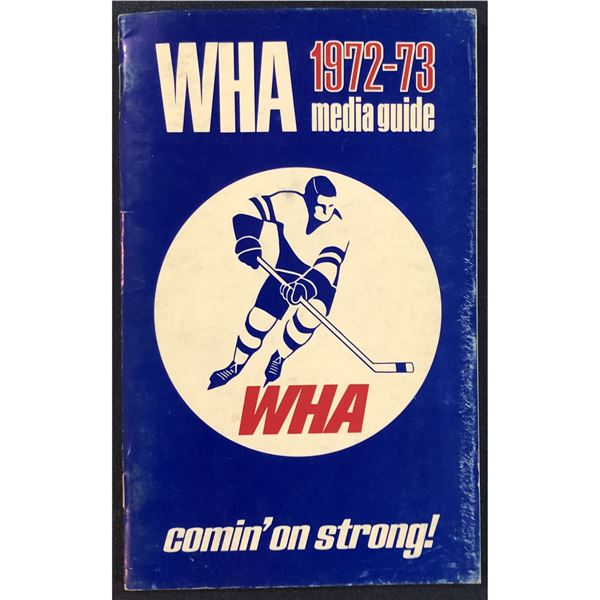 WHA 1972-73
media guide
WHA
comin' on strong!